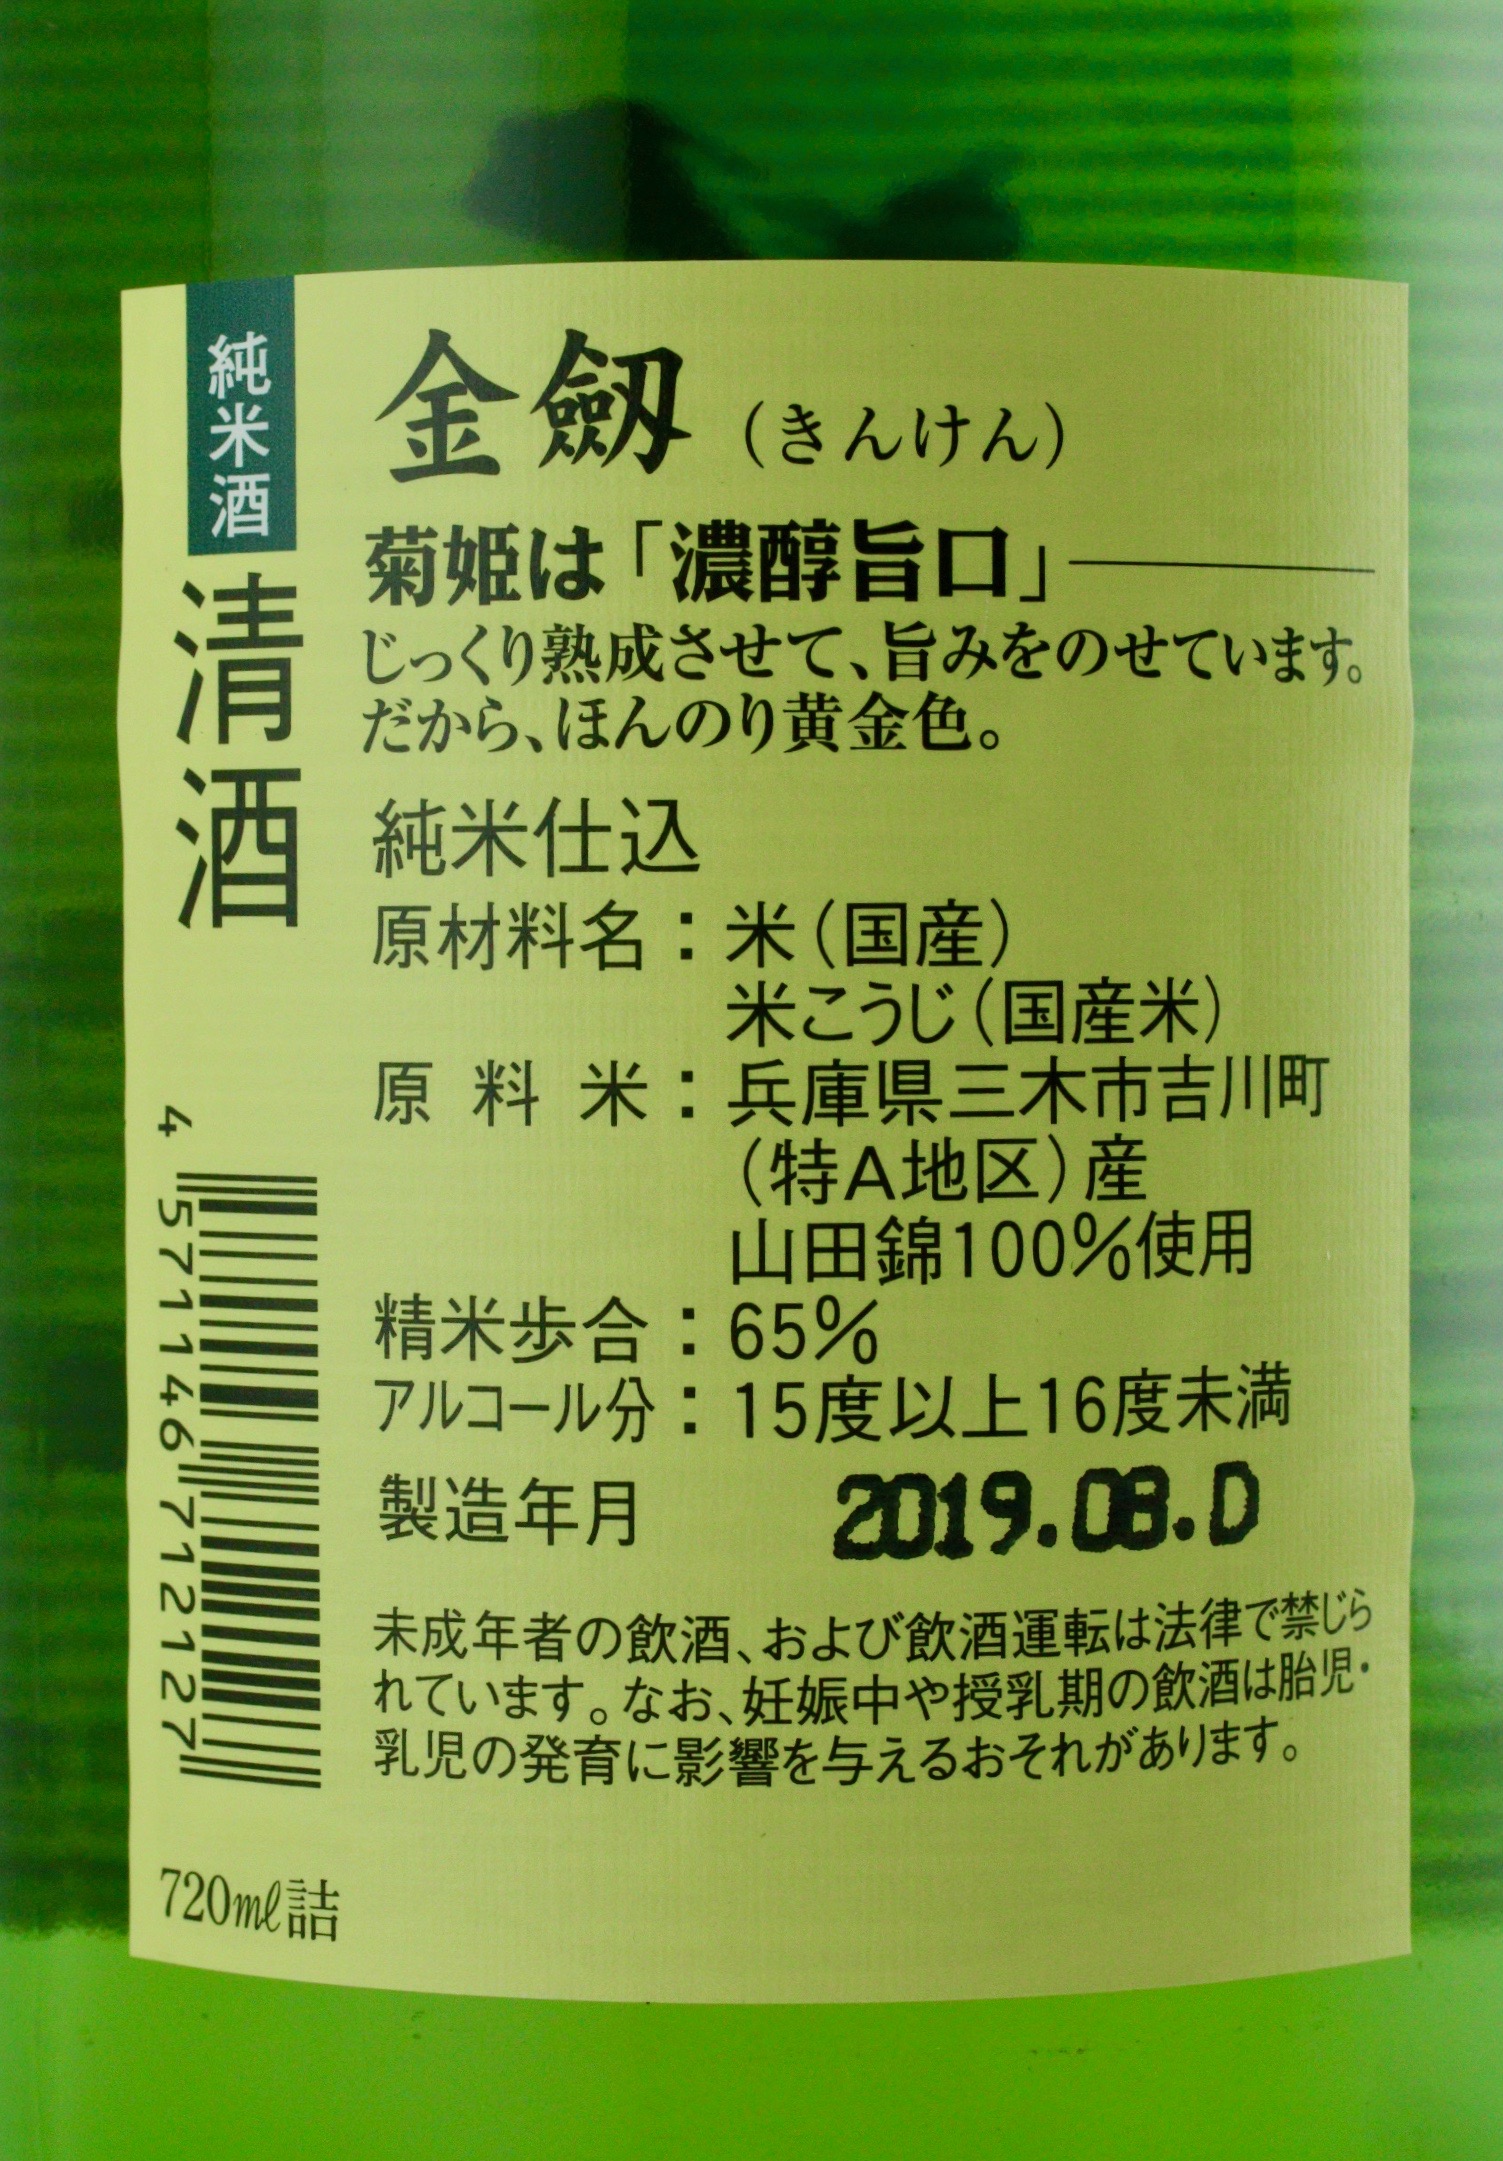 純米酒
清酒
金劔 (きんけん)
菊姫は「濃醇旨口」
じっくり熟成させて、旨みをのせています。
だから、ほんのり黄金色。
純米仕込
原材料名：米(国産)
米こうじ(国産米)
原料米：兵庫県三木市吉川町
(特A地区)産
山田錦100%使用
精米歩合：65%
アルコール分：15度以上16度未満
製造年月 2019.08.D
未成年者の飲酒、および飲酒運転は法律で禁じら
れています。なお、妊娠中や授乳期の飲酒は胎児・
乳児の発育に影響を与えるおそれがあります。
4 571146 712127
720ml詰